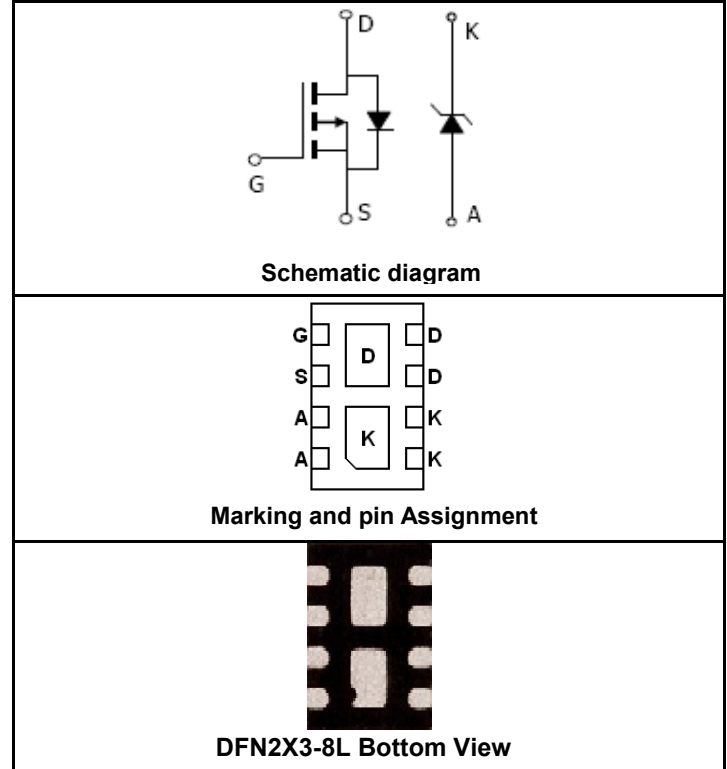 D K
G
S A
Schematic diagram
G D D
S D
A K
K
A K
Marking and pin Assignment
DFN2X3-8L Bottom View